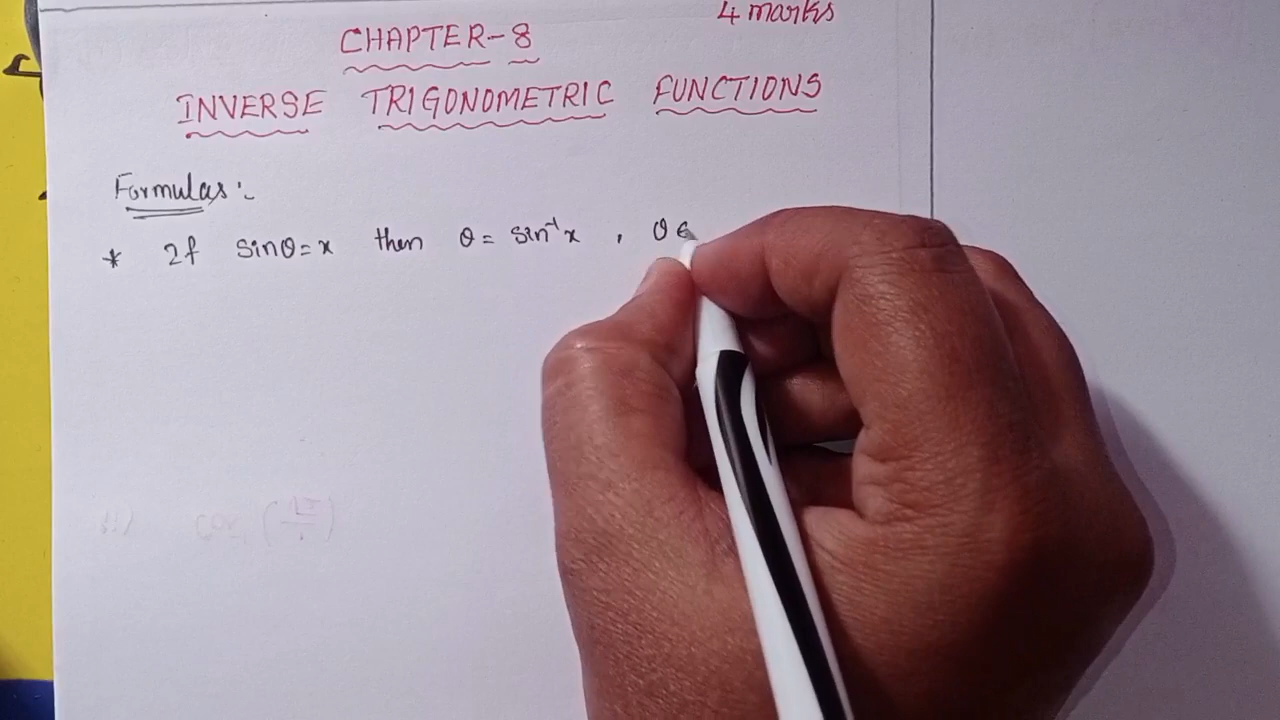 4 marks
CHAPTER-8
INVERSE TRIGONOMETRIC FUNCTIONS
Formulas:-
* If sinθ=x then θ= sin⁻¹x , θ∈